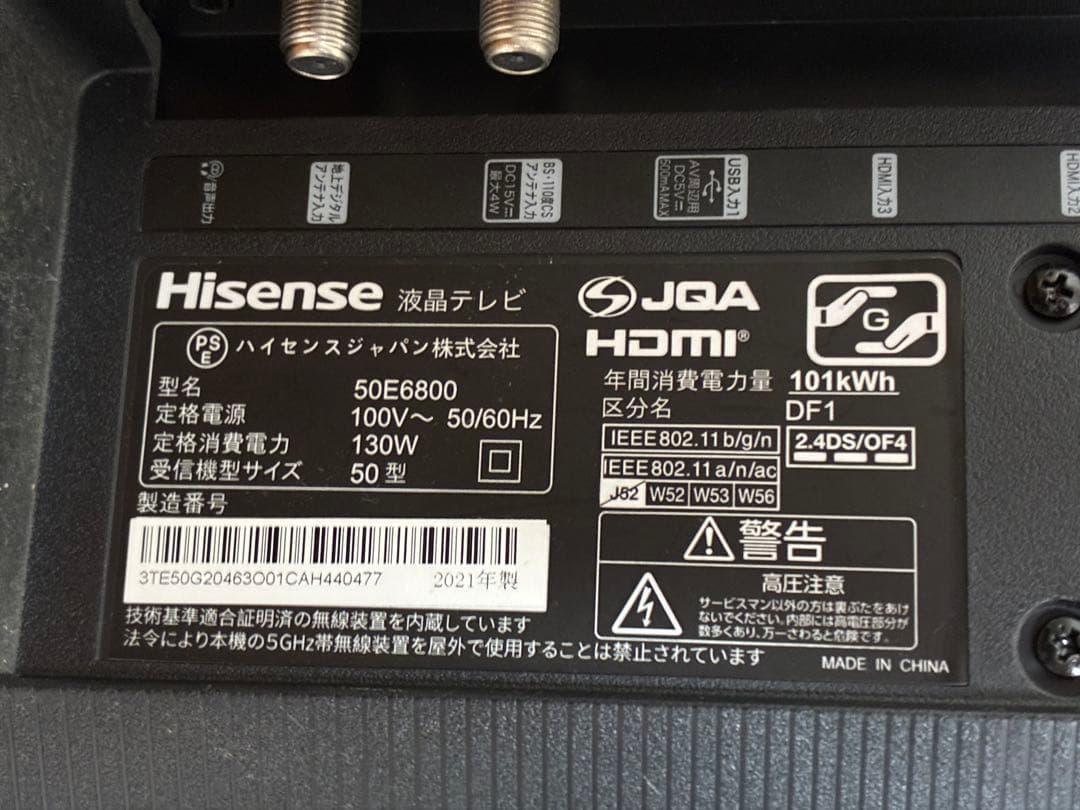 音声出力
地上デジタル
アンテナ入力
BS・110度CS
アンテナ入力
DC15V⎓
最大4W
USB入力1
AV周辺用
DC5V⎓
500mAMAX
HDMI入力3
HDMI入力2
Hisense 液晶テレビ
JQA
HDMI®
G
PSE ハイセンスジャパン株式会社
型名 50E6800
定格電源 100V～ 50/60Hz
定格消費電力 130W
受信機型サイズ 50型
年間消費電力量 101kWh
区分名 DF1
IEEE802.11b/g/n
2.4DS/OF4
IEEE802.11a/n/ac
J52 W52 W53 W56
製造番号
3TE50G20463O01CAH440477 2021年製
警告
高圧注意
サービスマン以外の方は裏ぶたをあけ
ないでください。内部には高電圧部分が
数多くあり、万一さわると危険です。
技術基準適合証明済の無線装置を内蔵しています
法令により本機の5GHz帯無線装置を屋外で使用することは禁止されています
MADE IN CHINA